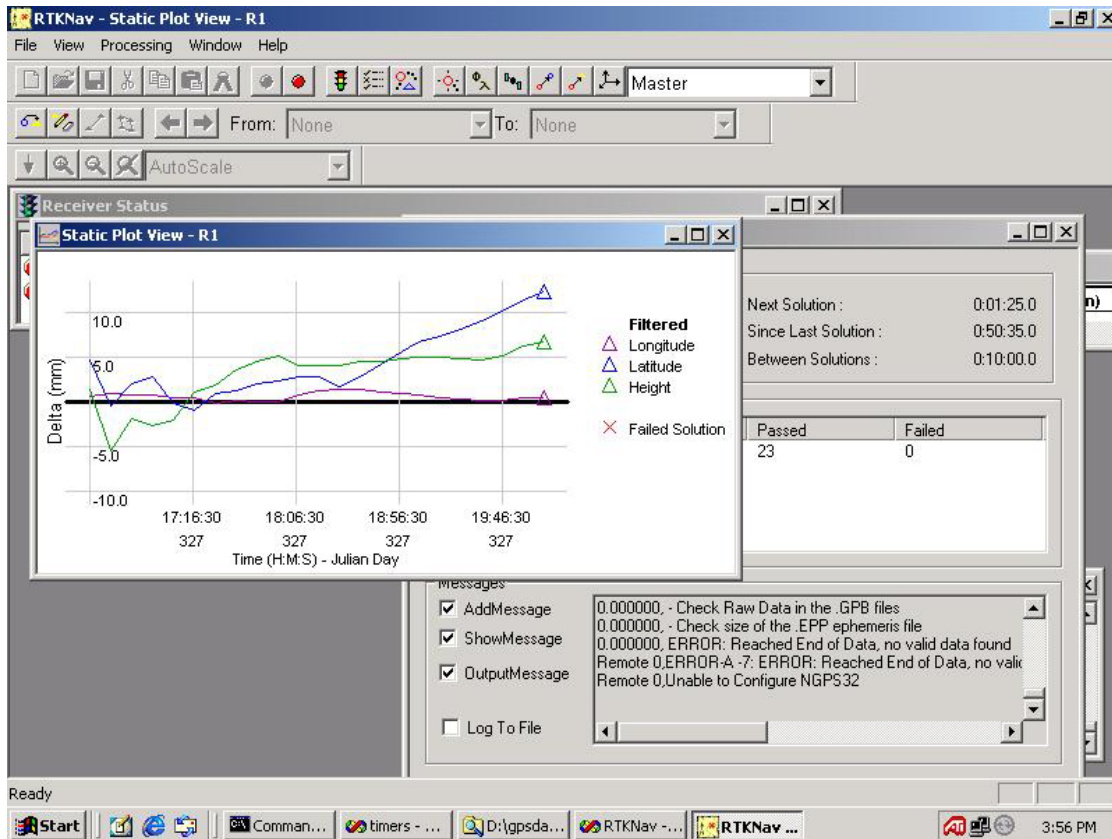 RTKNav - Static Plot View - R1
File View Processing Window Help
Master
From: None To: None
AutoScale
Receiver Status
Static Plot View - R1
10.0
5.0
-5.0
-10.0
Delta (mm)
17:16:30 18:06:30 18:56:30 19:46:30
327 327 327 327
Time (H:M:S) - Julian Day
Filtered
Longitude
Latitude
Height
Failed Solution
n)
Next Solution : 0:01:25.0
Since Last Solution : 0:50:35.0
Between Solutions : 0:10:00.0
Passed Failed
23 0
Messages
AddMessage
ShowMessage
OutputMessage
Log To File
0.000000, - Check Raw Data in the .GPB files
0.000000, - Check size of the .EPP ephemeris file
0.000000, ERROR: Reached End of Data, no valid data found
Remote 0,ERROR-A -7: ERROR: Reached End of Data, no valid
Remote 0,Unable to Configure NGPS32
Ready
Start Comman... timers - ... D:\gpsda... RTKNav -... RTKNav ... 3:56 PM